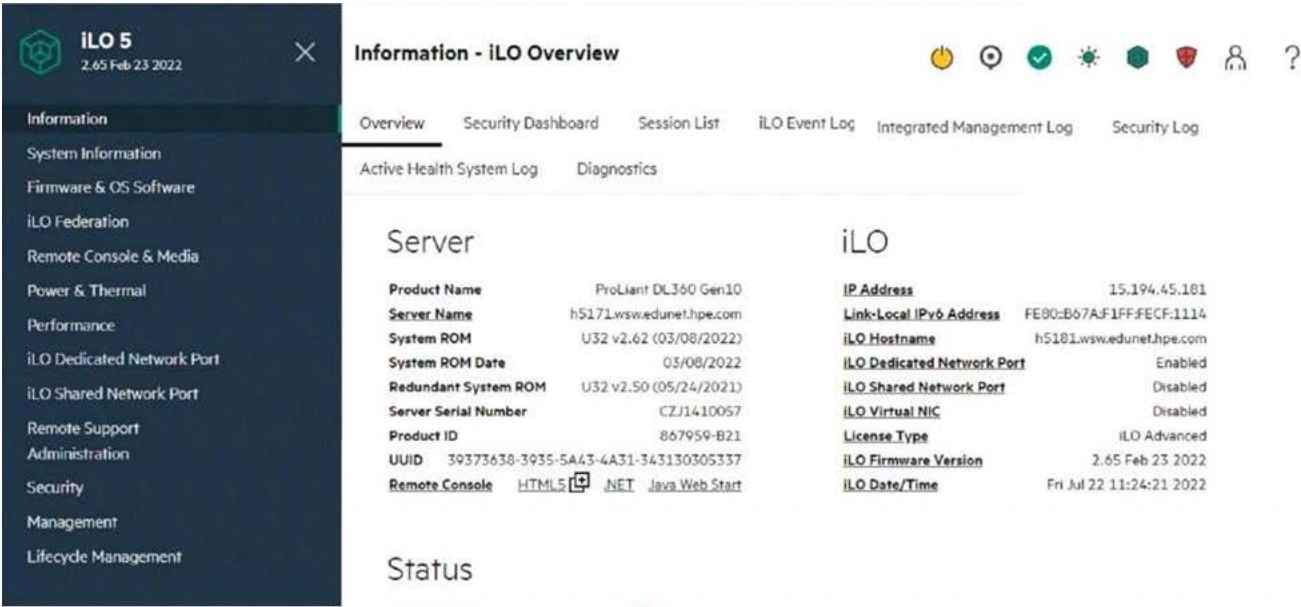 iLO 5
2.65 Feb 23 2022
Information
System Information
Firmware & OS Software
iLO Federation
Remote Console & Media
Power & Thermal
Performance
iLO Dedicated Network Port
iLO Shared Network Port
Remote Support
Administration
Security
Management
Lifecycle Management
Information - iLO Overview
?
Overview Security Dashboard Session List iLO Event Log Integrated Management Log Security Log
Active Health System Log Diagnostics
Server
Product Name ProLiant DL360 Gen10
Server Name h5171.wsw.edunet.hpe.com
System ROM U32 v2.62 (03/08/2022)
System ROM Date 03/08/2022
Redundant System ROM U32 v2.50 (05/24/2021)
Server Serial Number CZJ1410057
Product ID 867959-B21
UUID 39373638-3935-5A43-4A31-343130305337
Remote Console HTML5 .NET Java Web Start
iLO
IP Address 15.194.45.181
Link-Local IPv6 Address FE80::B67A:F1FF:FECF:1114
iLO Hostname h5181.wsw.edunet.hpe.com
iLO Dedicated Network Port Enabled
iLO Shared Network Port Disabled
iLO Virtual NIC Disabled
License Type iLO Advanced
iLO Firmware Version 2.65 Feb 23 2022
iLO Date/Time Fri Jul 22 11:24:21 2022
Status